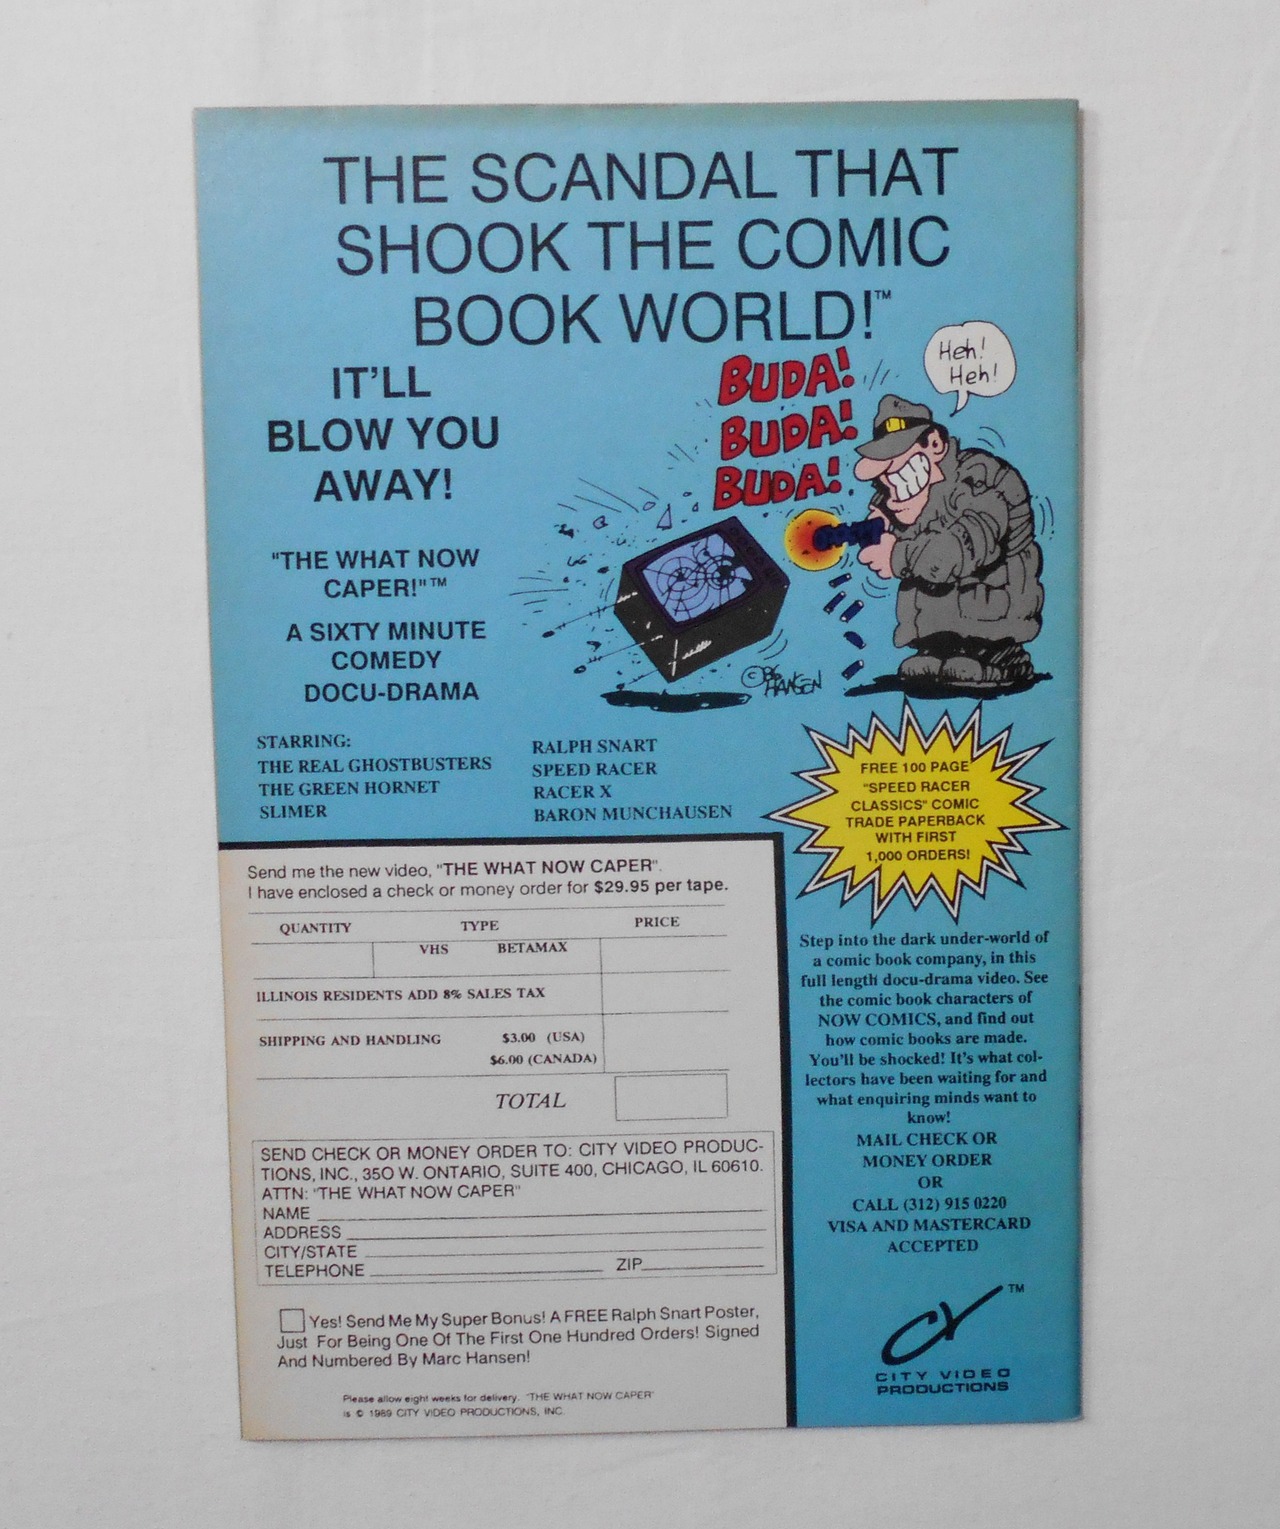 THE SCANDAL THAT
SHOOK THE COMIC
BOOK WORLD!™
IT'LL
BLOW YOU
AWAY!
BUDA!
BUDA!
BUDA!
Heh!
Heh!
"THE WHAT NOW
CAPER!"™
A SIXTY MINUTE
COMEDY
DOCU-DRAMA
©86
HANSEN
STARRING:
THE REAL GHOSTBUSTERS
THE GREEN HORNET
SLIMER
RALPH SNART
SPEED RACER
RACER X
BARON MUNCHAUSEN
FREE 100 PAGE
"SPEED RACER
CLASSICS" COMIC
TRADE PAPERBACK
WITH FIRST
1,000 ORDERS!
Send me the new video, "THE WHAT NOW CAPER".
I have enclosed a check or money order for $29.95 per tape.
QUANTITY TYPE PRICE
VHS BETAMAX
ILLINOIS RESIDENTS ADD 8% SALES TAX
SHIPPING AND HANDLING $3.00 (USA)
$6.00 (CANADA)
TOTAL
SEND CHECK OR MONEY ORDER TO: CITY VIDEO PRODUC-
TIONS, INC., 350 W. ONTARIO, SUITE 400, CHICAGO, IL 60610.
ATTN: "THE WHAT NOW CAPER"
NAME
ADDRESS
CITY/STATE
TELEPHONE ZIP
Yes! Send Me My Super Bonus! A FREE Ralph Snart Poster,
Just For Being One Of The First One Hundred Orders! Signed
And Numbered By Marc Hansen!
Please allow eight weeks for delivery. "THE WHAT NOW CAPER"
is © 1989 CITY VIDEO PRODUCTIONS, INC.
Step into the dark under-world of
a comic book company, in this
full length docu-drama video. See
the comic book characters of
NOW COMICS, and find out
how comic books are made.
You'll be shocked! It's what col-
lectors have been waiting for and
what enquiring minds want to
know!
MAIL CHECK OR
MONEY ORDER
OR
CALL (312) 915 0220
VISA AND MASTERCARD
ACCEPTED
CV™
CITY VIDEO
PRODUCTIONS